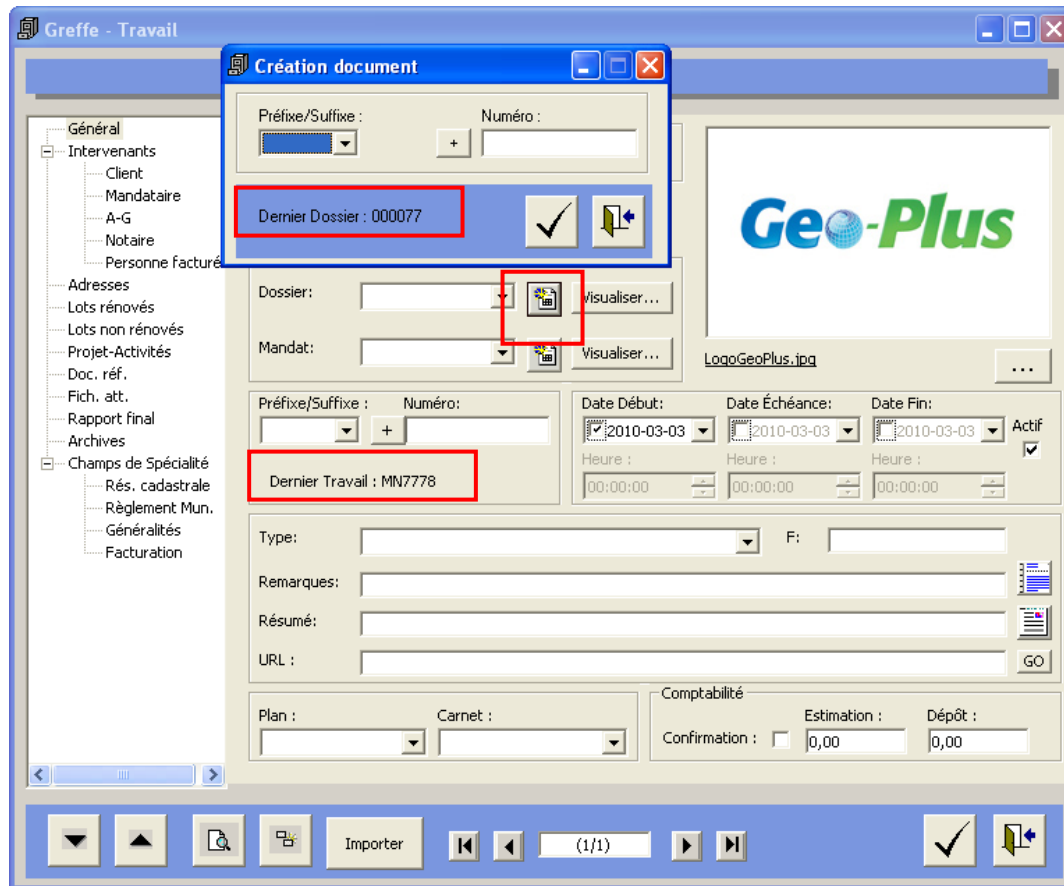 Greffe - Travail
Création document
Préfixe/Suffixe :
Numéro :
+
Dernier Dossier : 000077
Général
Intervenants
Client
Mandataire
A-G
Notaire
Personne facturé
Adresses
Lots rénovés
Lots non rénovés
Projet-Activités
Doc. réf.
Fich. att.
Rapport final
Archives
Champs de Spécialité
Rés. cadastrale
Règlement Mun.
Généralités
Facturation
Geo-Plus
Dossier:
Visualiser...
Mandat:
Visualiser...
LogoGeoPlus.jpg
...
Préfixe/Suffixe :
Numéro:
+
Dernier Travail : MN7778
Date Début:
Date Échéance:
Date Fin:
2010-03-03
2010-03-03
2010-03-03
Actif
Heure :
Heure :
Heure :
00:00:00
00:00:00
00:00:00
Type:
F:
Remarques:
Résumé:
URL :
GO
Plan :
Carnet :
Comptabilité
Estimation :
Dépôt :
Confirmation :
0,00
0,00
Importer
(1/1)